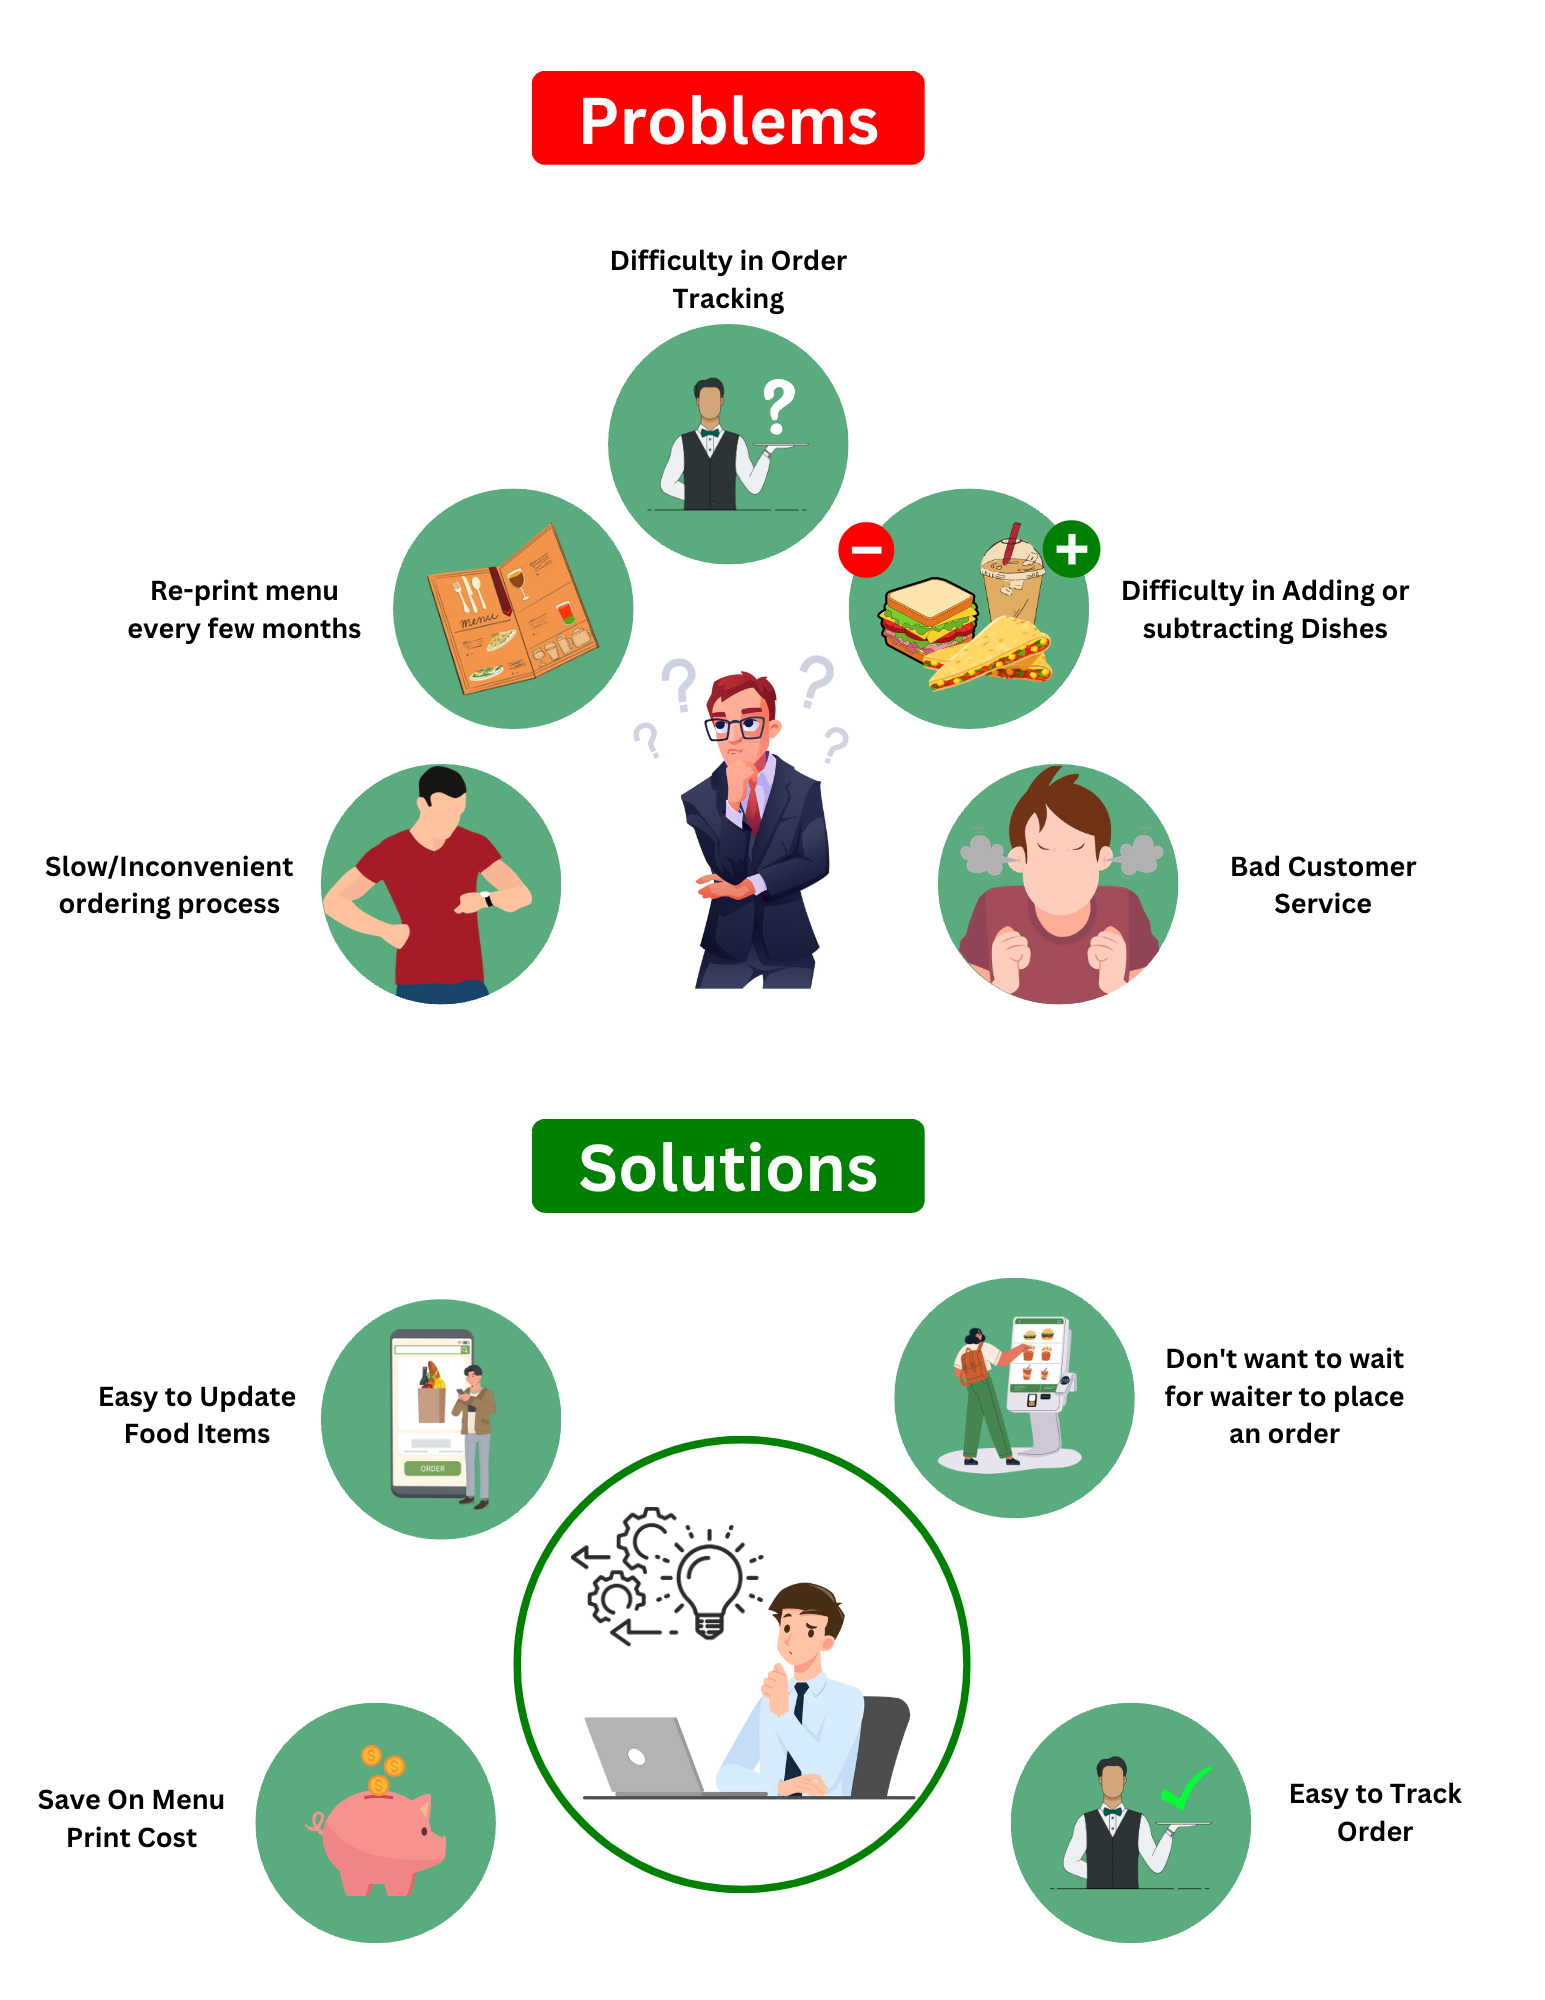 Problems
Difficulty in Order
Tracking
Re-print menu
every few months
menu
Difficulty in Adding or
subtracting Dishes
Slow/Inconvenient
ordering process
Bad Customer
Service
Solutions
Easy to Update
Food Items
ORDER
Don't want to wait
for waiter to place
an order
Save On Menu
Print Cost
Easy to Track
Order